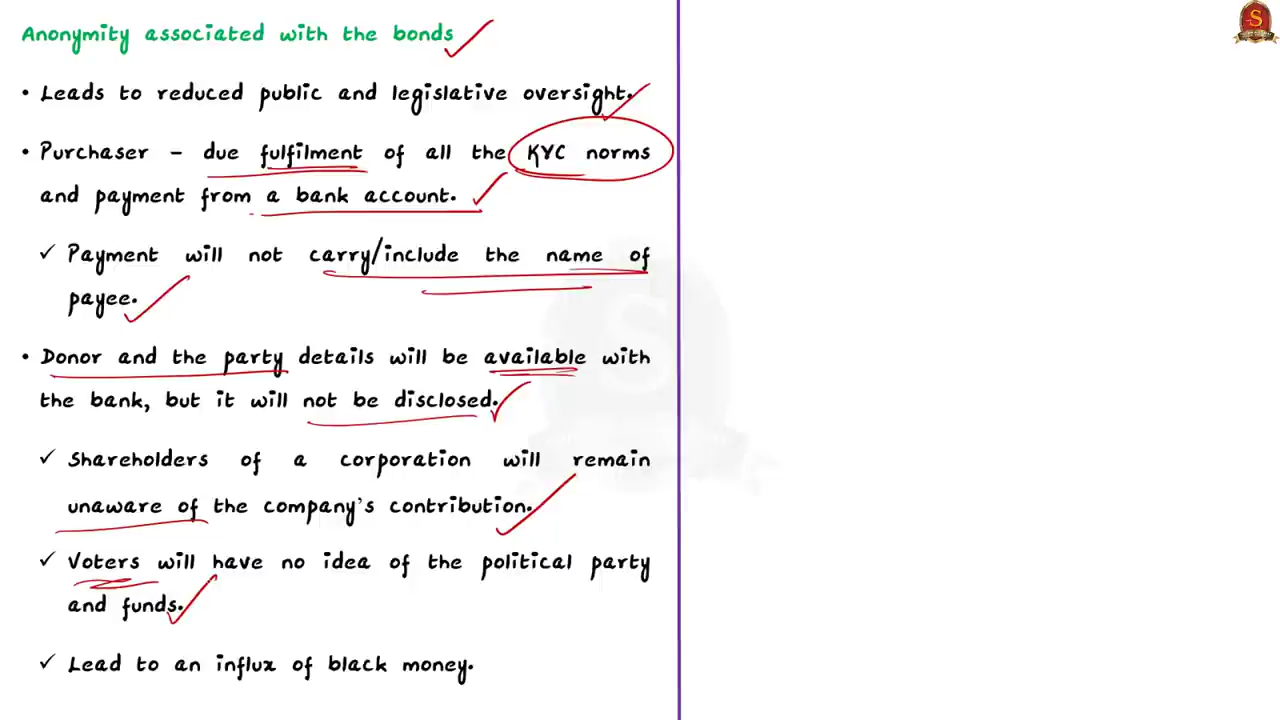 Anonymity associated with the bonds
• Leads to reduced public and legislative oversight.
• Purchaser – due fulfilment of all the KYC norms
and payment from a bank account.
✓ Payment will not carry/include the name of
payee.
• Donor and the party details will be available with
the bank, but it will not be disclosed.
✓ Shareholders of a corporation will remain
unaware of the company's contribution.
✓ Voters will have no idea of the political party
and funds.
✓ Lead to an influx of black money.